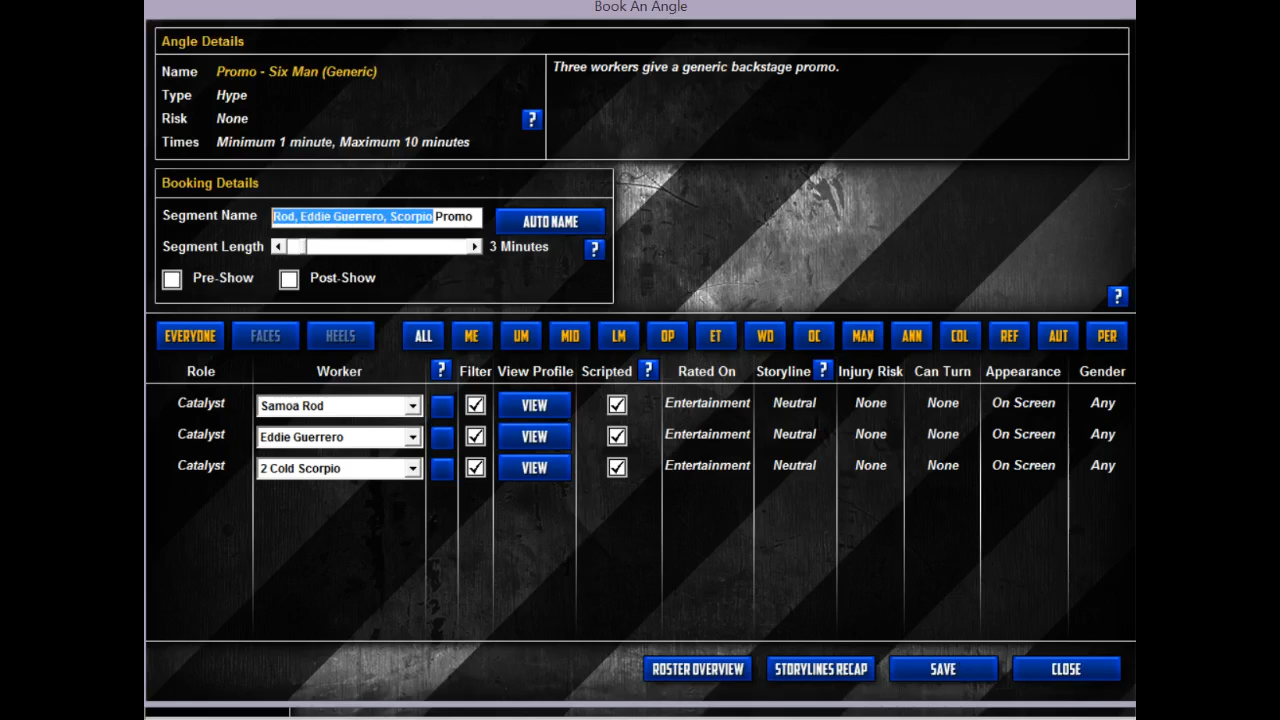 Book An Angle
Angle Details
Name Promo - Six Man (Generic)
Type Hype
Risk None
?
Times Minimum 1 minute, Maximum 10 minutes
Three workers give a generic backstage promo.
Booking Details
Segment Name Rod, Eddie Guerrero, Scorpio Promo AUTO NAME
Segment Length 3 Minutes ?
Pre-Show Post-Show
?
EVERYONE FACES HEELS ALL ME UM MID LM OP ET WD OC MAN ANN COL REF AUT PER
Role Worker ? Filter View Profile Scripted ? Rated On Storyline ? Injury Risk Can Turn Appearance Gender
Catalyst Samoa Rod VIEW Entertainment Neutral None None On Screen Any
Catalyst Eddie Guerrero VIEW Entertainment Neutral None None On Screen Any
Catalyst 2 Cold Scorpio VIEW Entertainment Neutral None None On Screen Any
ROSTER OVERVIEW STORYLINES RECAP SAVE CLOSE